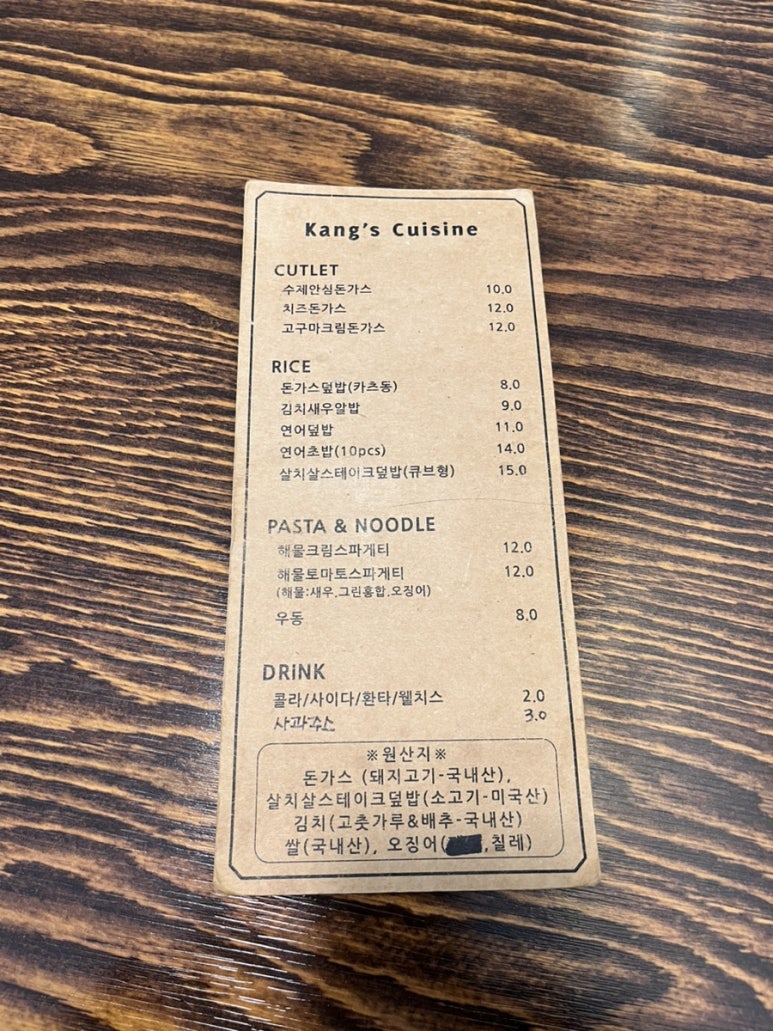 Kang's Cuisine
CUTLET
수제안심돈가스 10.0
치즈돈가스 12.0
고구마크림돈가스 12.0
RICE
돈가스덮밥(카츠동) 8.0
김치새우알밥 9.0
연어덮밥 11.0
연어초밥(10pcs) 14.0
살치살스테이크덮밥(큐브형) 15.0
PASTA & NOODLE
해물크림스파게티 12.0
해물토마토스파게티 12.0
(해물:새우,그린홍합,오징어)
우동 8.0
DRINK
콜라/사이다/환타/웰치스 2.0
사과주스 3.0
※원산지※
돈가스 (돼지고기-국내산),
살치살스테이크덮밥(소고기-미국산)
김치(고춧가루&배추-국내산)
쌀(국내산), 오징어( ,칠레)